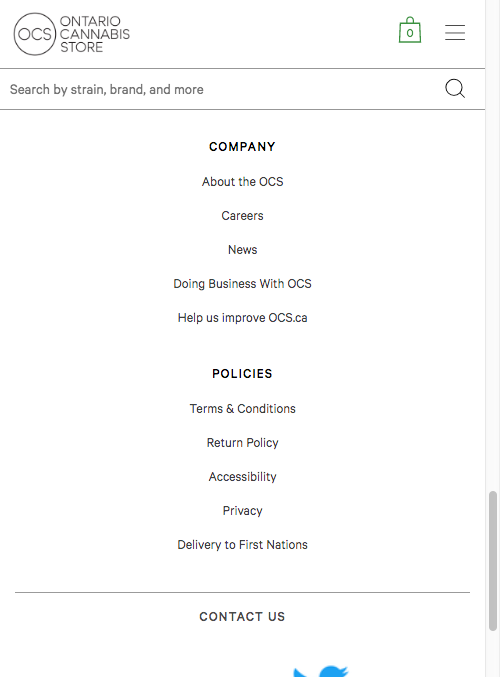 OCS
ONTARIO
CANNABIS
STORE
0
Search by strain, brand, and more
COMPANY
About the OCS
Careers
News
Doing Business With OCS
Help us improve OCS.ca
POLICIES
Terms & Conditions
Return Policy
Accessibility
Privacy
Delivery to First Nations
CONTACT US